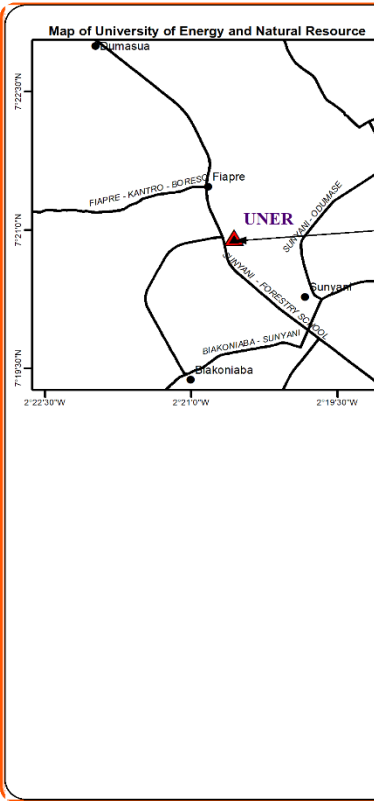 Map of University of Energy and Natural Resource
Dumasua
7°22'30"N
FIAPRE - KANTRO - BORESO
Fiapre
UNER
SUNYANI - ODUMASE
7°21'0"N
SUNYANI - FORESTRY SCHOOL
Sunyani
BIAKONIABA - SUNYANI
7°19'30"N
Biakoniaba
2°22'30"W
2°21'0"W
2°19'30"W